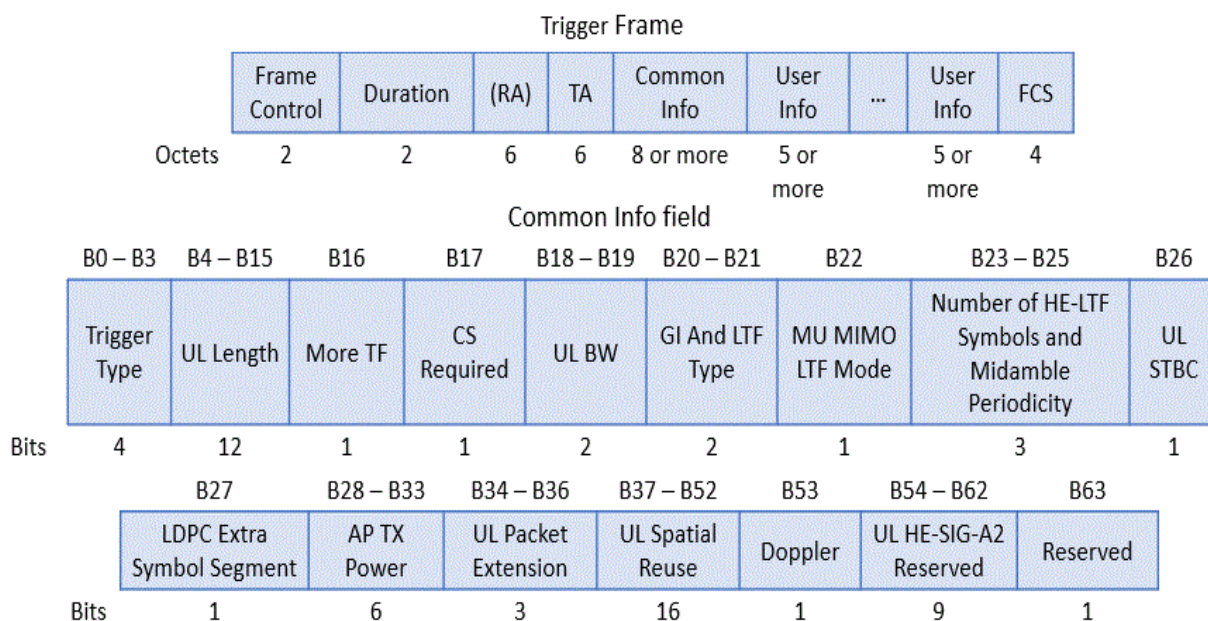 Trigger Frame
Frame Control Duration (RA) TA Common Info User Info ... User Info FCS
Octets 2 2 6 6 8 or more 5 or more 5 or more 4
Common Info field
B0 – B3 B4 – B15 B16 B17 B18 – B19 B20 – B21 B22 B23 – B25 B26
Trigger Type UL Length More TF CS Required UL BW GI And LTF Type MU MIMO LTF Mode Number of HE-LTF Symbols and Midamble Periodicity UL STBC
Bits 4 12 1 1 2 2 1 3 1
B27 B28 – B33 B34 – B36 B37 – B52 B53 B54 – B62 B63
LDPC Extra Symbol Segment AP TX Power UL Packet Extension UL Spatial Reuse Doppler UL HE-SIG-A2 Reserved Reserved
Bits 1 6 3 16 1 9 1